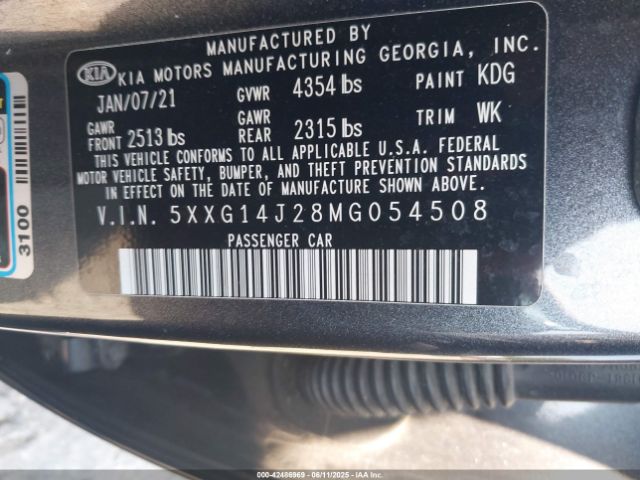 MANUFACTURED BY
KIA KIA MOTORS MANUFACTURING GEORGIA, INC.
JAN/07/21 GVWR 4354 lbs PAINT KDG
GAWR FRONT 2513 lbs GAWR REAR 2315 lbs TRIM WK
THIS VEHICLE CONFORMS TO ALL APPLICABLE U.S.A. FEDERAL
MOTOR VEHICLE SAFETY, BUMPER, AND THEFT PREVENTION STANDARDS
IN EFFECT ON THE DATE OF MANUFACTURE SHOWN ABOVE.
V.I.N. 5XXG14J28MG054508
PASSENGER CAR
3100
000-42486969 | 06/11/2025 - IAA Inc.